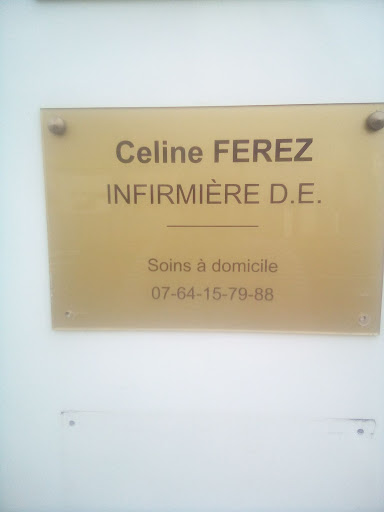 Celine FEREZ
INFIRMIÈRE D.E.
Soins à domicile
07-64-15-79-88